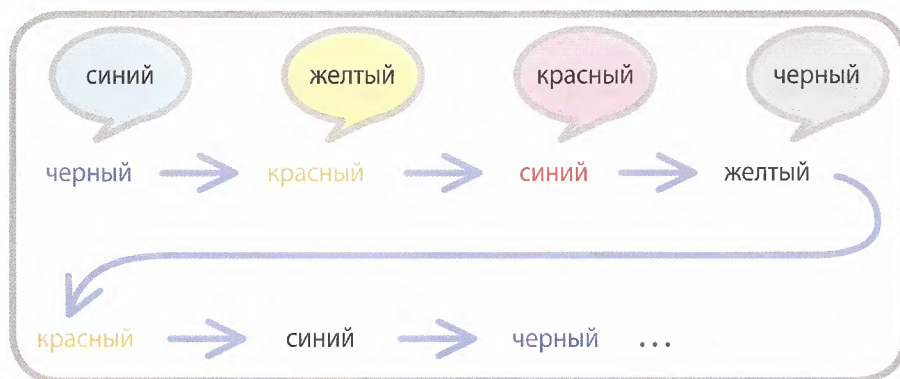 синий желтый красный черный
черный красный синий желтый
красный синий черный ...